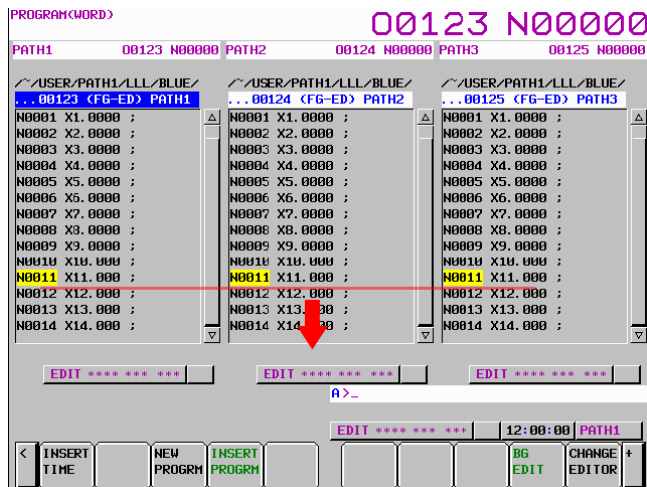 PROGRAM(WORD)
O0123 N00000
PATH1 O0123 N00000 PATH2 O0124 N00000 PATH3 O0125 N00000
/~/USER/PATH1/LLL/BLUE/ /~/USER/PATH1/LLL/BLUE/ /~/USER/PATH1/LLL/BLUE/
...O0123 (FG-ED) PATH1 ...O0124 (FG-ED) PATH2 ...O0125 (FG-ED) PATH3
N0001 X1.0000 ; N0001 X1.0000 ; N0001 X1.0000 ;
N0002 X2.0000 ; N0002 X2.0000 ; N0002 X2.0000 ;
N0003 X3.0000 ; N0003 X3.0000 ; N0003 X3.0000 ;
N0004 X4.0000 ; N0004 X4.0000 ; N0004 X4.0000 ;
N0005 X5.0000 ; N0005 X5.0000 ; N0005 X5.0000 ;
N0006 X6.0000 ; N0006 X6.0000 ; N0006 X6.0000 ;
N0007 X7.0000 ; N0007 X7.0000 ; N0007 X7.0000 ;
N0008 X8.0000 ; N0008 X8.0000 ; N0008 X8.0000 ;
N0009 X9.0000 ; N0009 X9.0000 ; N0009 X9.0000 ;
N0010 X10.000 ; N0010 X10.000 ; N0010 X10.000 ;
N0011 X11.000 ; N0011 X11.000 ; N0011 X11.000 ;
N0012 X12.000 ; N0012 X12.000 ; N0012 X12.000 ;
N0013 X13.000 ; N0013 X13. ; N0013 X13.000 ;
N0014 X14.000 ; N0014 X14 ; N0014 X14.000 ;
EDIT **** *** *** EDIT **** *** *** EDIT **** *** ***
A>_
EDIT **** *** *** 12:00:00 PATH1
< INSERT NEW INSERT BG CHANGE +
TIME PROGRM PROGRM EDIT EDITOR